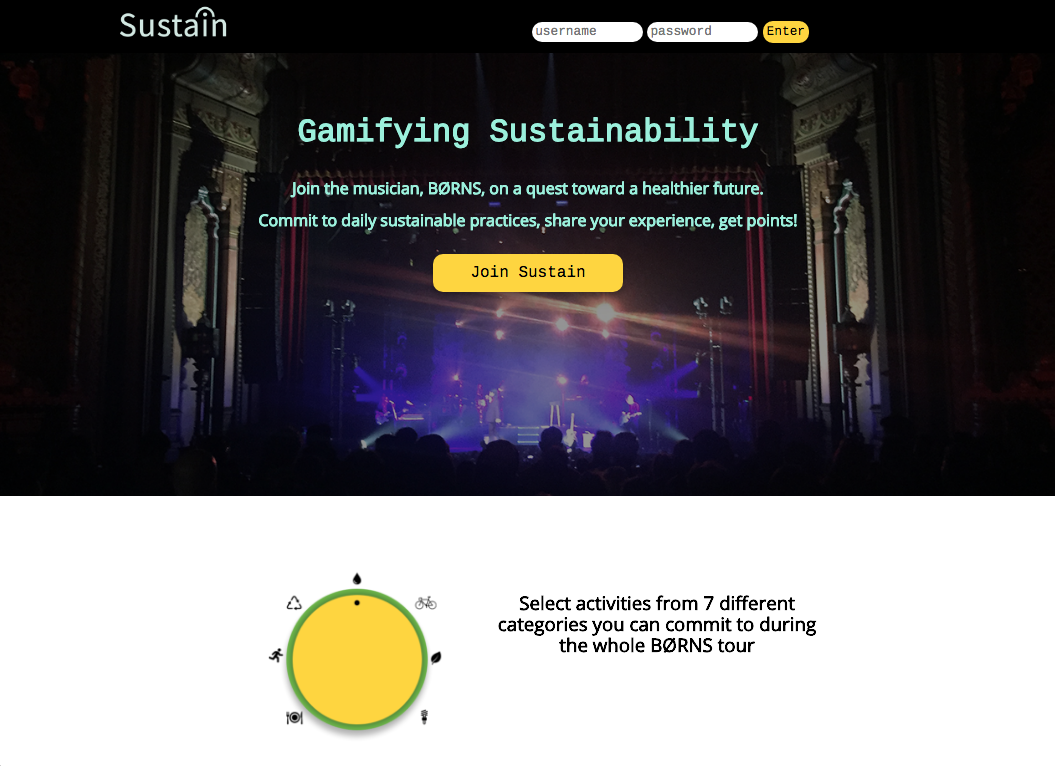 Sustain
username password Enter
Gamifying Sustainability
Join the musician, BØRNS, on a quest toward a healthier future.
Commit to daily sustainable practices, share your experience, get points!
Join Sustain
Select activities from 7 different
categories you can commit to during
the whole BØRNS tour